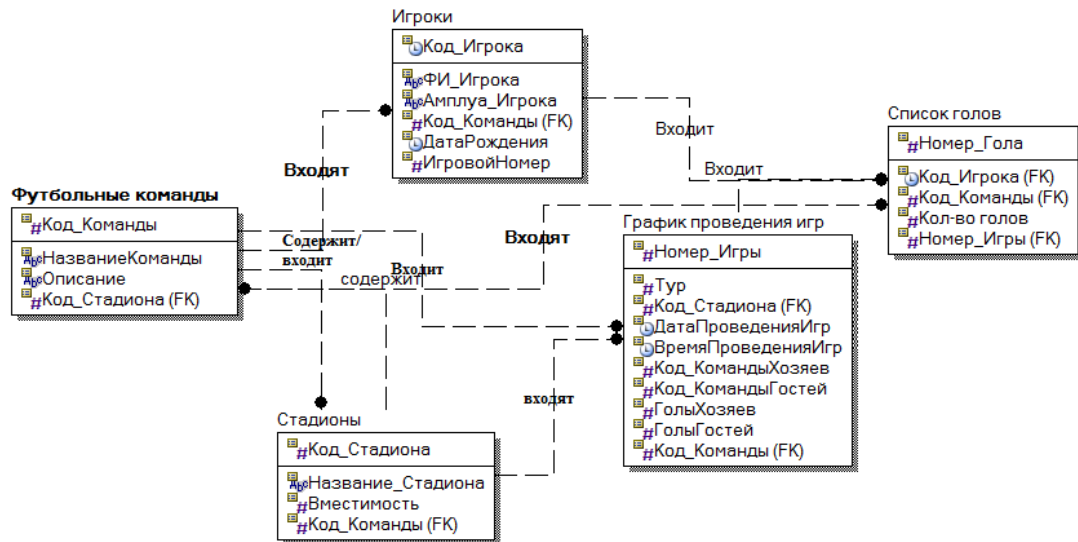 Игроки
Код_Игрока
ФИ_Игрока
Амплуа_Игрока
Код_Команды (FK)
ДатаРождения
ИгровойНомер
Входит
Список голов
Номер_Гола
Код_Игрока (FK)
Код_Команды (FK)
Кол-во голов
Номер_Игры (FK)
Входит
Входят
Футбольные команды
Код_Команды
НазваниеКоманды
Описание
Код_Стадиона (FK)
Содержит/
входит
Входит
содержит
Входят
График проведения игр
Номер_Игры
Тур
Код_Стадиона (FK)
ДатаПроведенияИгр
ВремяПроведенияИгр
Код_КомандыХозяев
Код_КомандыГостей
ГолыХозяев
ГолыГостей
Код_Команды (FK)
входят
Стадионы
Код_Стадиона
Название_Стадиона
Вместимость
Код_Команды (FK)